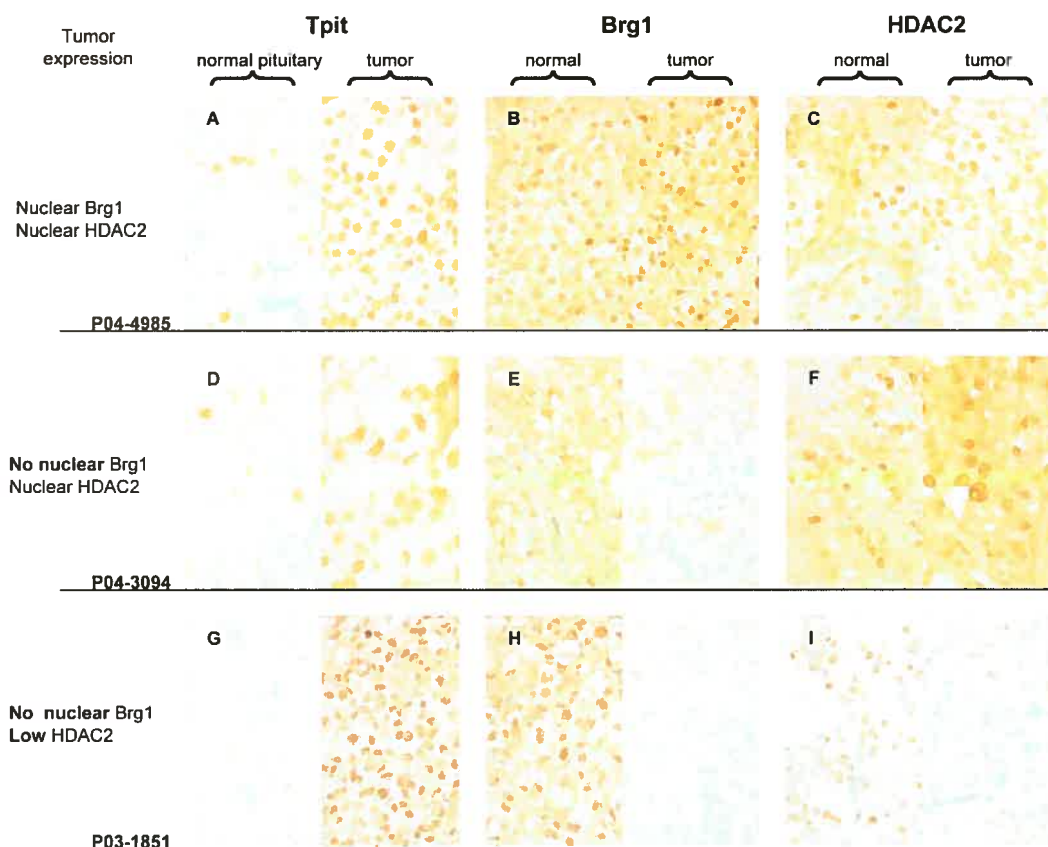 Tumor
expression
Tpit
Brg1
HDAC2
normal pituitary
tumor
normal
tumor
normal
tumor
A
B
C
Nuclear Brg1
Nuclear HDAC2
P04-4985
D
E
F
No nuclear Brg1
Nuclear HDAC2
P04-3094
G
H
I
No nuclear Brg1
Low HDAC2
P03-1851